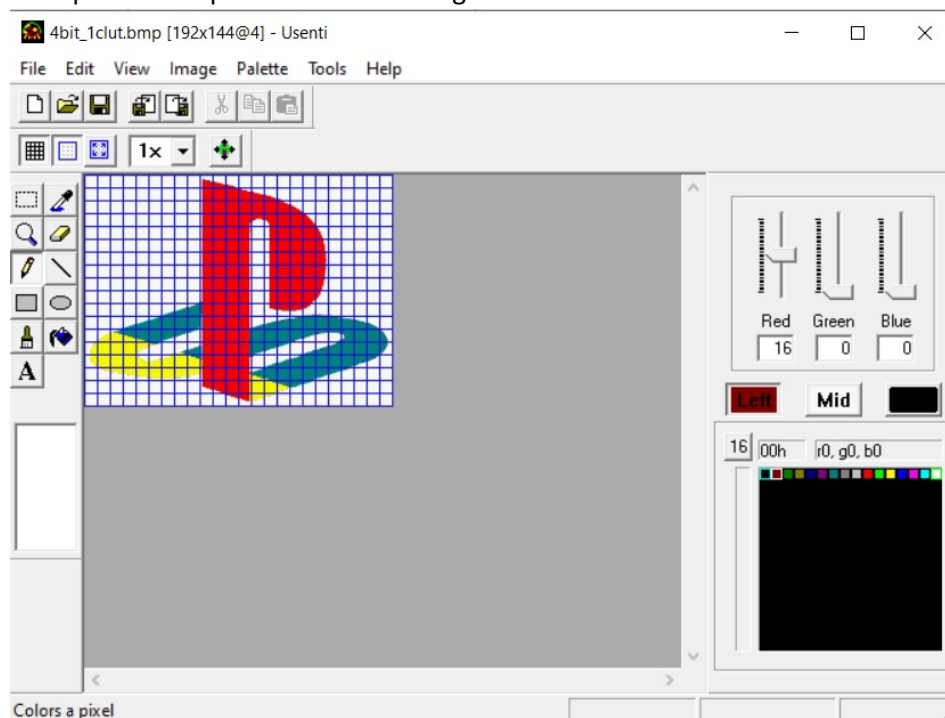 4bit_1clut.bmp [192x144@4] - Usenti
File Edit View Image Palette Tools Help
1x
A
Red Green Blue
16 0 0
Left Mid
16 00h r0, g0, b0
Colors a pixel